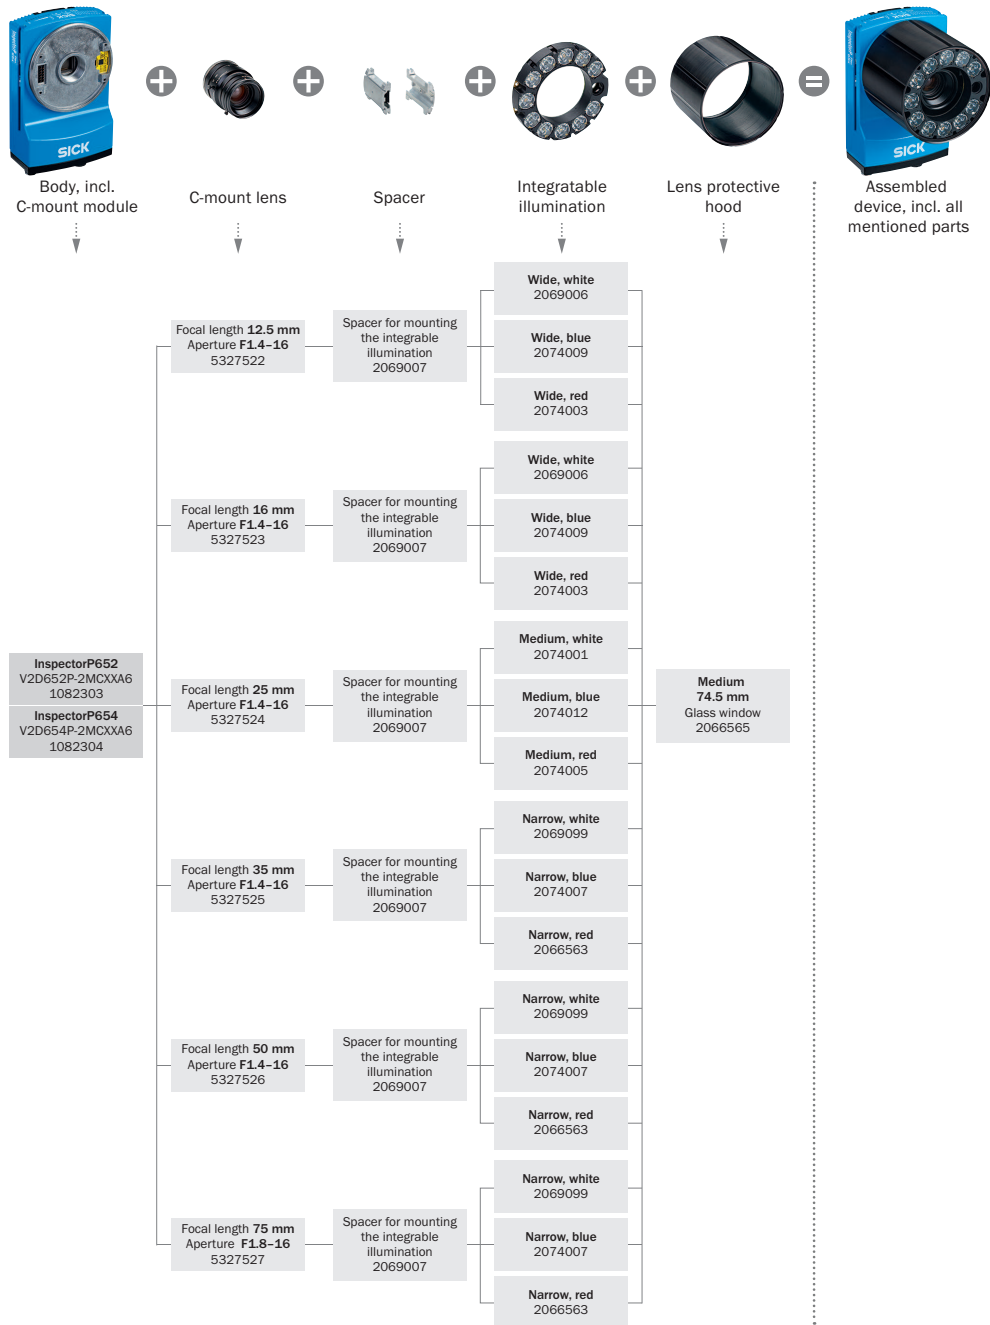 SICK
SICK
Body, incl.
C-mount module
C-mount lens
Spacer
Integratable
illumination
Lens protective
hood
Assembled
device, incl. all
mentioned parts
InspectorP652
V2D652P-2MCXXA6
1082303
InspectorP654
V2D654P-2MCXXA6
1082304
Focal length 12.5 mm
Aperture F1.4–16
5327522
Spacer for mounting
the integrable
illumination
2069007
Wide, white
2069006
Wide, blue
2074009
Wide, red
2074003
Focal length 16 mm
Aperture F1.4–16
5327523
Spacer for mounting
the integrable
illumination
2069007
Wide, white
2069006
Wide, blue
2074009
Wide, red
2074003
Focal length 25 mm
Aperture F1.4–16
5327524
Spacer for mounting
the integrable
illumination
2069007
Medium, white
2074001
Medium, blue
2074012
Medium, red
2074005
Focal length 35 mm
Aperture F1.4–16
5327525
Spacer for mounting
the integrable
illumination
2069007
Narrow, white
2069099
Narrow, blue
2074007
Narrow, red
2066563
Focal length 50 mm
Aperture F1.4–16
5327526
Spacer for mounting
the integrable
illumination
2069007
Narrow, white
2069099
Narrow, blue
2074007
Narrow, red
2066563
Focal length 75 mm
Aperture F1.8–16
5327527
Spacer for mounting
the integrable
illumination
2069007
Narrow, white
2069099
Narrow, blue
2074007
Narrow, red
2066563
Medium
74.5 mm
Glass window
2066565